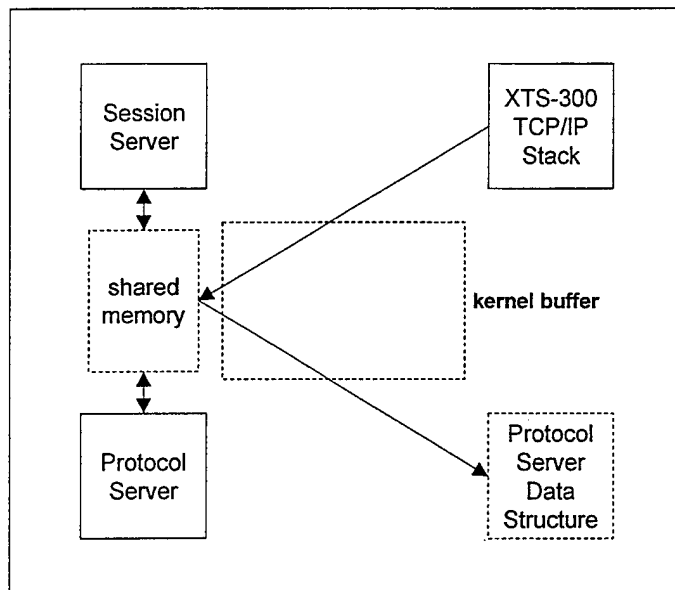 Session
Server
XTS-300
TCP/IP
Stack
shared
memory
kernel buffer
Protocol
Server
Protocol
Server
Data
Structure